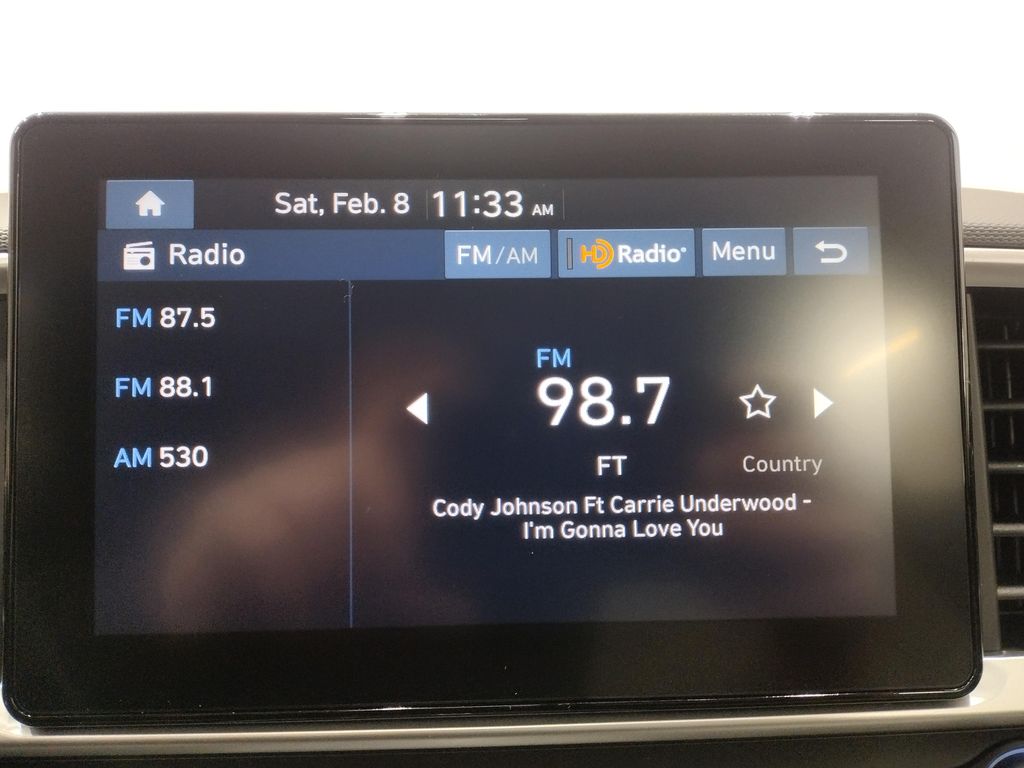 Sat, Feb. 8 11:33 AM
Radio FM/AM HD Radio® Menu
FM 87.5
FM 88.1
AM 530
FM
98.7
FT Country
Cody Johnson Ft Carrie Underwood -
I'm Gonna Love You